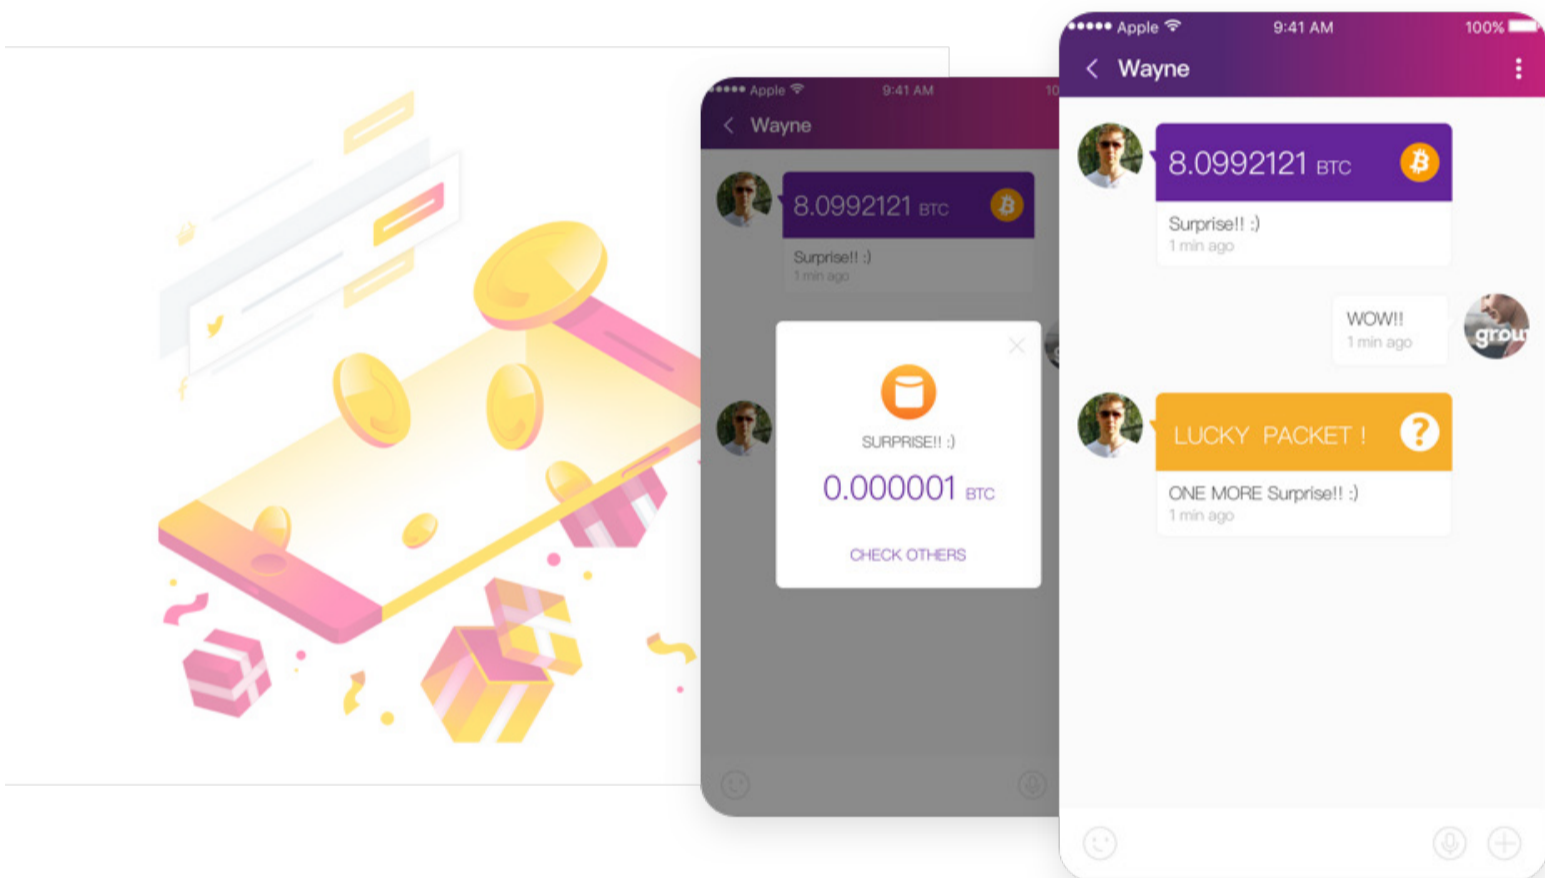 Apple
9:41 AM
10
Wayne
8.0992121 BTC
Surprise!! :)
1 min ago
SURPRISE!! :)
0.000001 BTC
CHECK OTHERS
Apple
9:41 AM
100%
Wayne
8.0992121 BTC
Surprise!! :)
1 min ago
WOW!!
1 min ago
grou
LUCKY PACKET !
?
ONE MORE Surprise!! :)
1 min ago